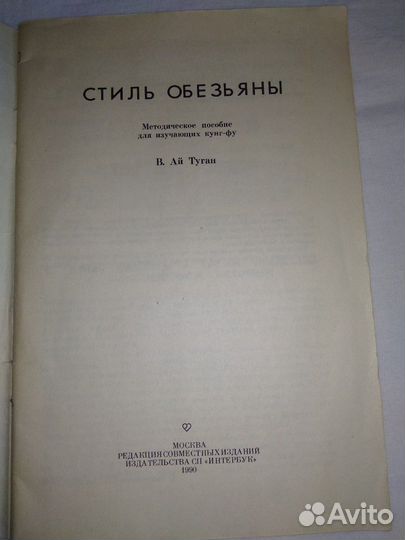 СТИЛЬ ОБЕЗЬЯНЫ
Методическое пособие
для изучающих кунг-фу
В. Ай Туган
МОСКВА
РЕДАКЦИЯ СОВМЕСТНЫХ ИЗДАНИЙ
ИЗДАТЕЛЬСТВА СП «ИНТЕРБУК»
1990
Avito